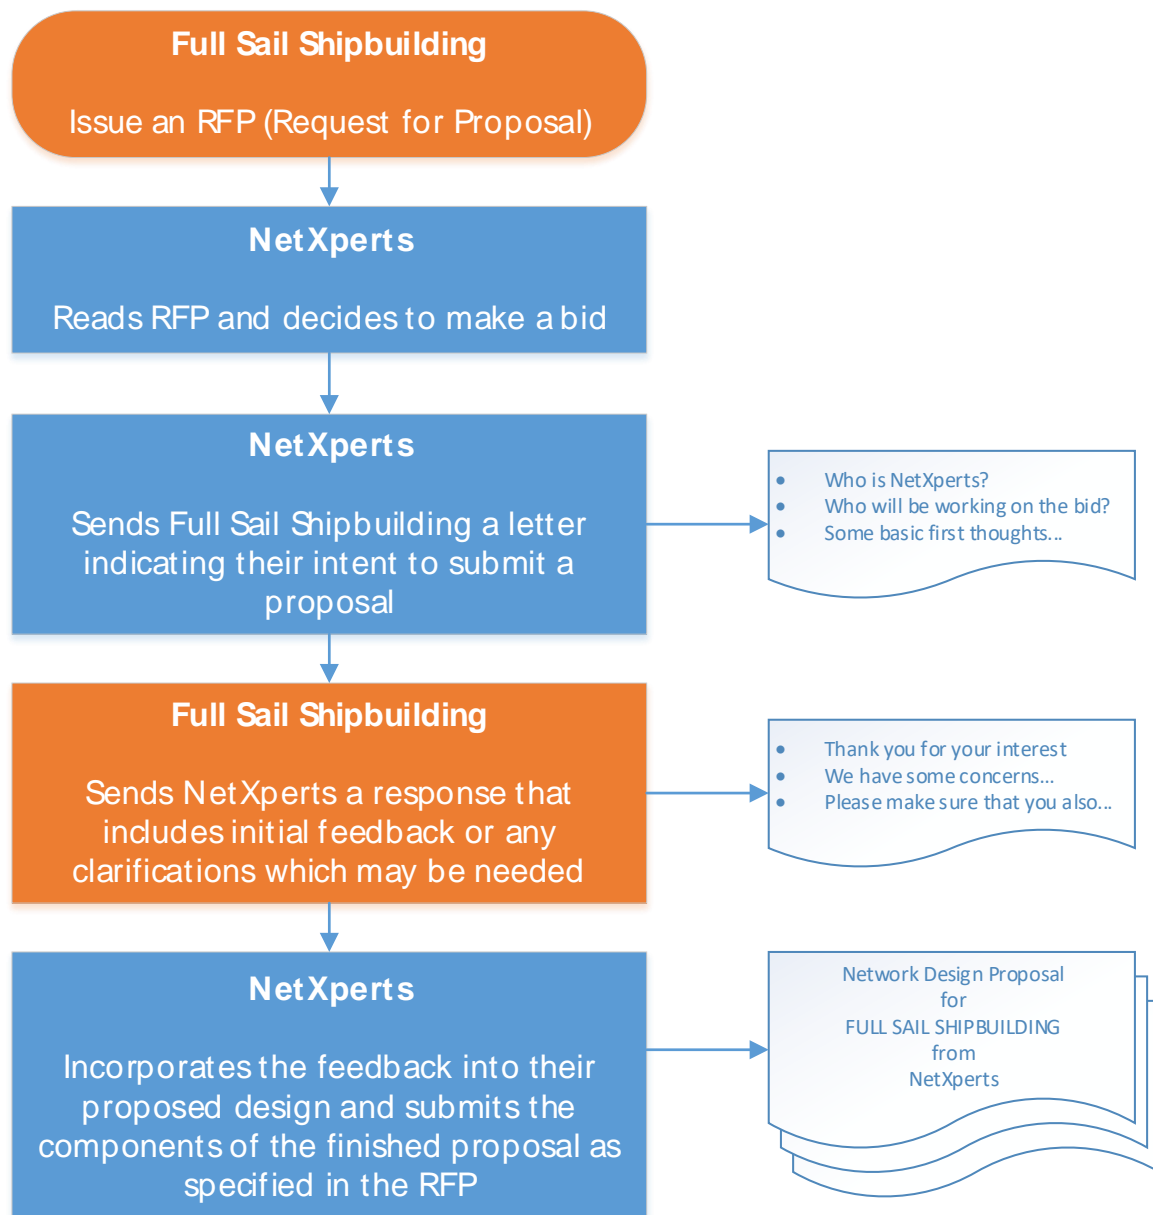 Full Sail Shipbuilding
Issue an RFP (Request for Proposal)
NetXperts
Reads RFP and decides to make a bid
NetXperts
Sends Full Sail Shipbuilding a letter
indicating their intent to submit a
proposal
• Who is NetXperts?
• Who will be working on the bid?
• Some basic first thoughts...
Full Sail Shipbuilding
Sends NetXperts a response that
includes initial feedback or any
clarifications which may be needed
• Thank you for your interest
• We have some concerns...
• Please make sure that you also...
NetXperts
Incorporates the feedback into their
proposed design and submits the
components of the finished proposal as
specified in the RFP
Network Design Proposal
for
FULL SAIL SHIPBUILDING
from
NetXperts